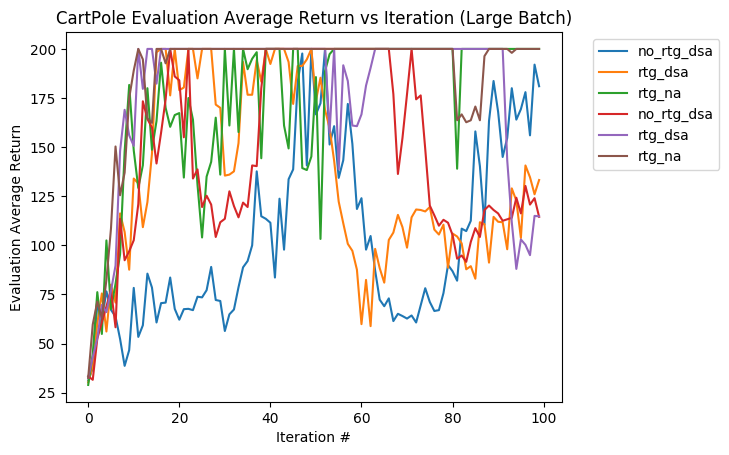 CartPole Evaluation Average Return vs Iteration (Large Batch)
Evaluation Average Return
200
175
150
125
100
75
50
25
0
20
40
60
80
100
Iteration #
no_rtg_dsa
rtg_dsa
rtg_na
no_rtg_dsa
rtg_dsa
rtg_na